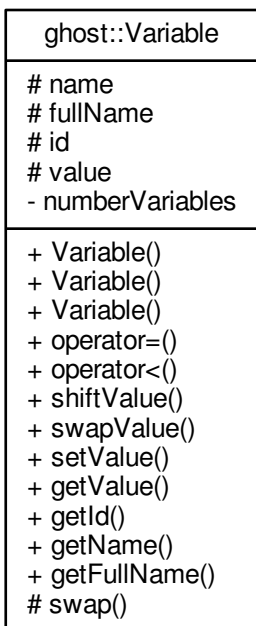 ghost::Variable
# name
# fullName
# id
# value
- numberVariables
+ Variable()
+ Variable()
+ Variable()
+ operator=()
+ operator<()
+ shiftValue()
+ swapValue()
+ setValue()
+ getValue()
+ getId()
+ getName()
+ getFullName()
# swap()